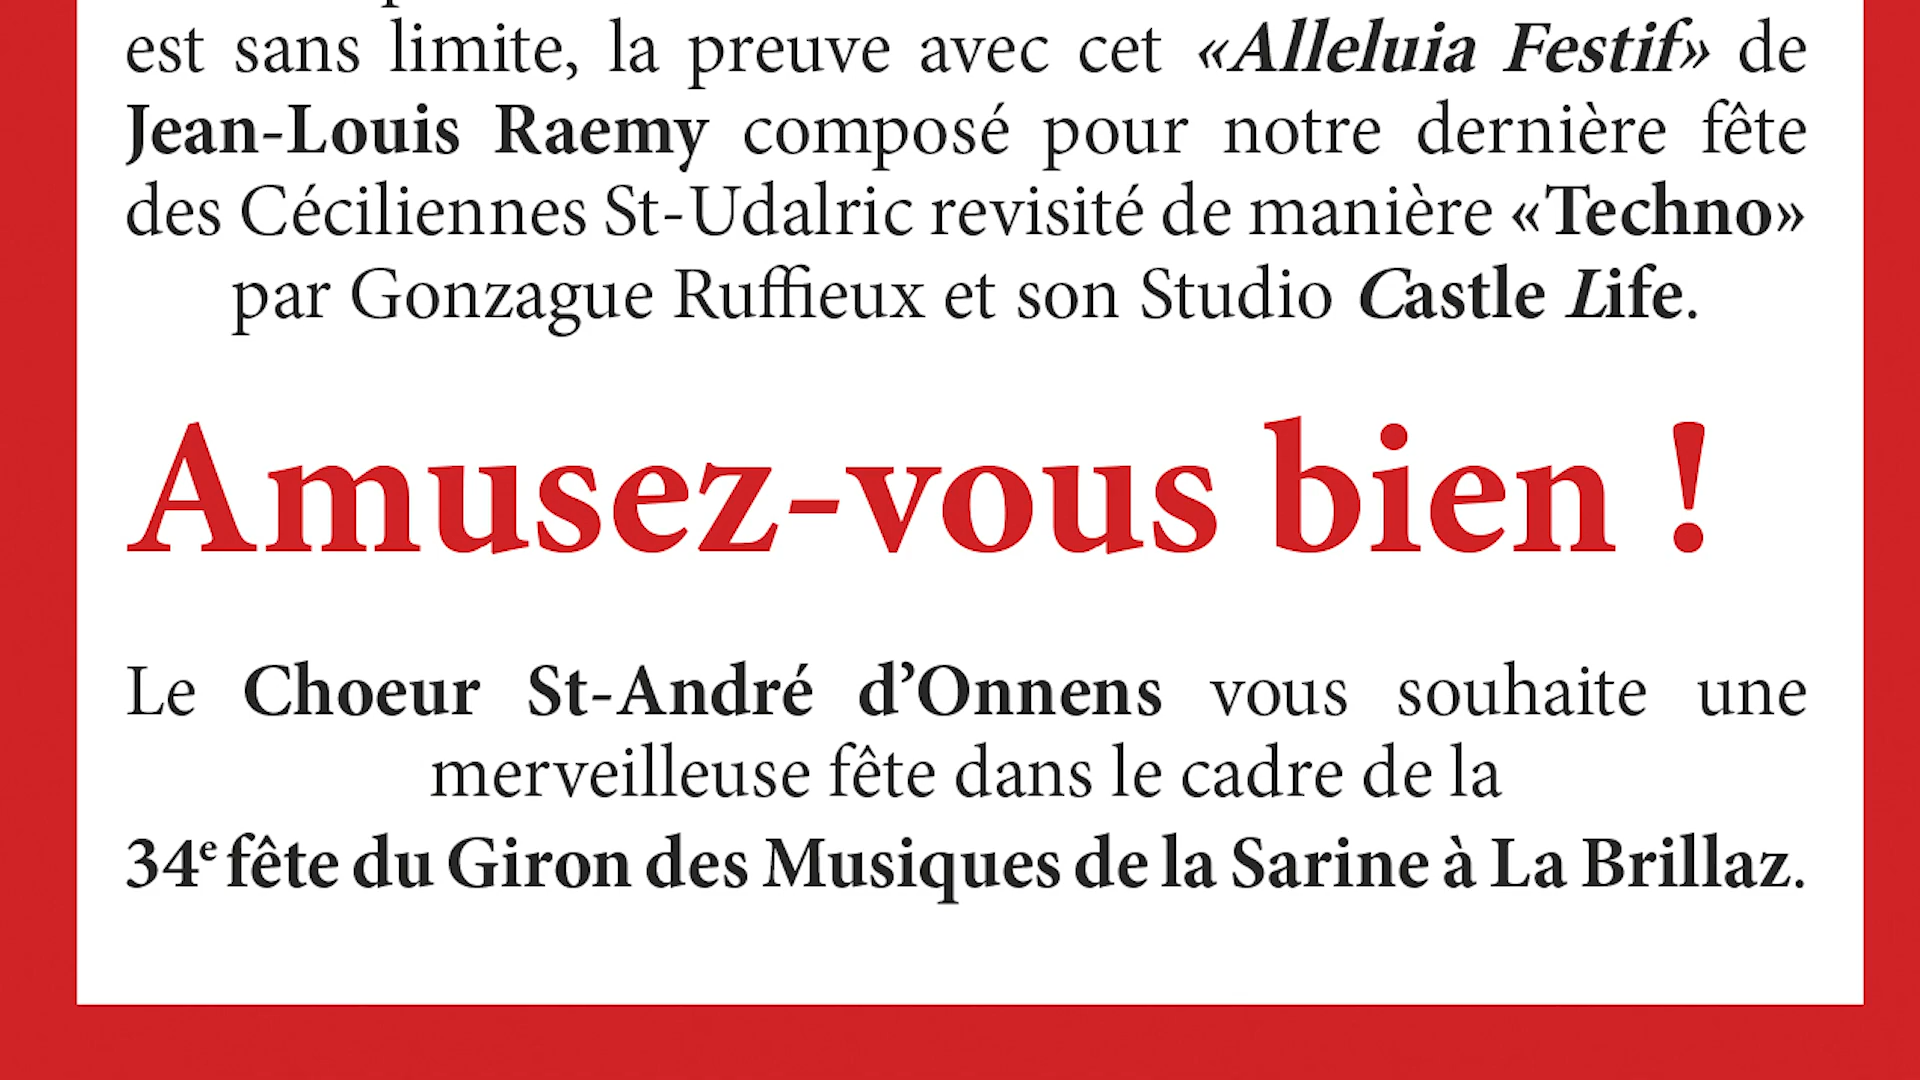 est sans limite, la preuve avec cet «Alleluia Festif» de
Jean-Louis Raemy composé pour notre dernière fête
des Céciliennes St-Udalric revisité de manière «Techno»
par Gonzague Ruffieux et son Studio Castle Life.
Amusez-vous bien !
Le Choeur St-André d’Onnens vous souhaite une
merveilleuse fête dans le cadre de la
34e fête du Giron des Musiques de la Sarine à La Brillaz.